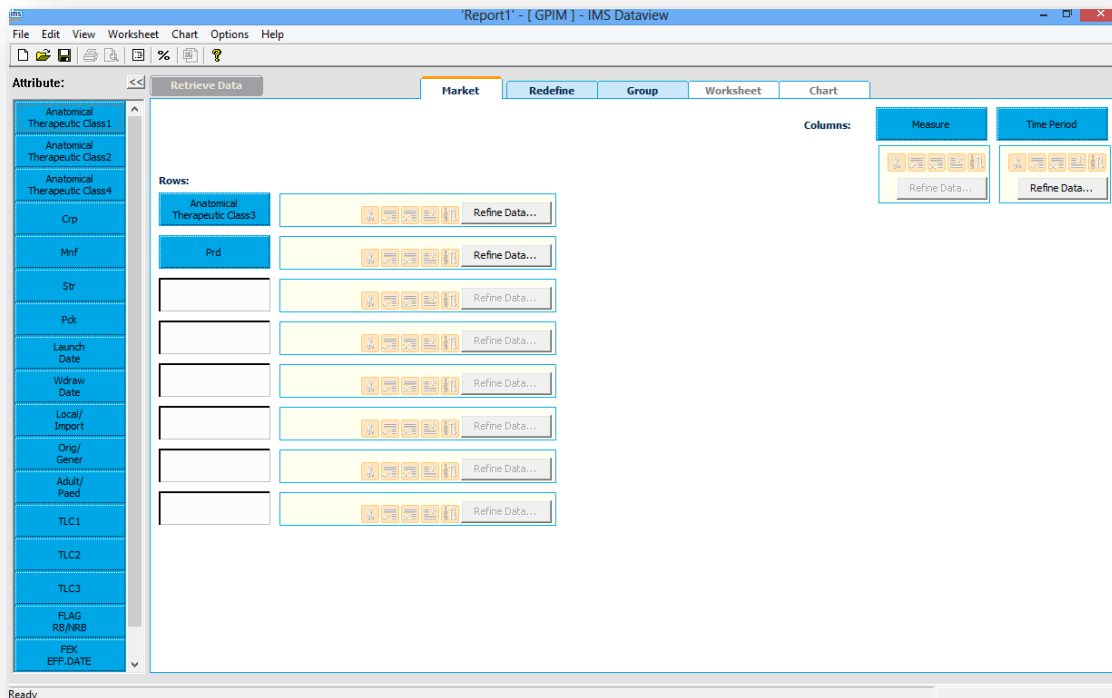 ims
'Report1' - [ GPIM ] - IMS Dataview
File Edit View Worksheet Chart Options Help
%
?
Attribute:
<<
Retrieve Data
Market
Redefine
Group
Worksheet
Chart
Anatomical
Therapeutic Class1
Anatomical
Therapeutic Class2
Anatomical
Therapeutic Class4
Crp
Mnf
Str
Pck
Launch
Date
Wdraw
Date
Local/
Import
Orig/
Gener
Adult/
Paed
TLC1
TLC2
TLC3
FLAG
RB/NRB
FEK
EFF.DATE
Columns:
Measure
Time Period
Refine Data...
Refine Data...
Rows:
Anatomical
Therapeutic Class3
Refine Data...
Prd
Refine Data...
Refine Data...
Refine Data...
Refine Data...
Refine Data...
Refine Data...
Refine Data...
Ready